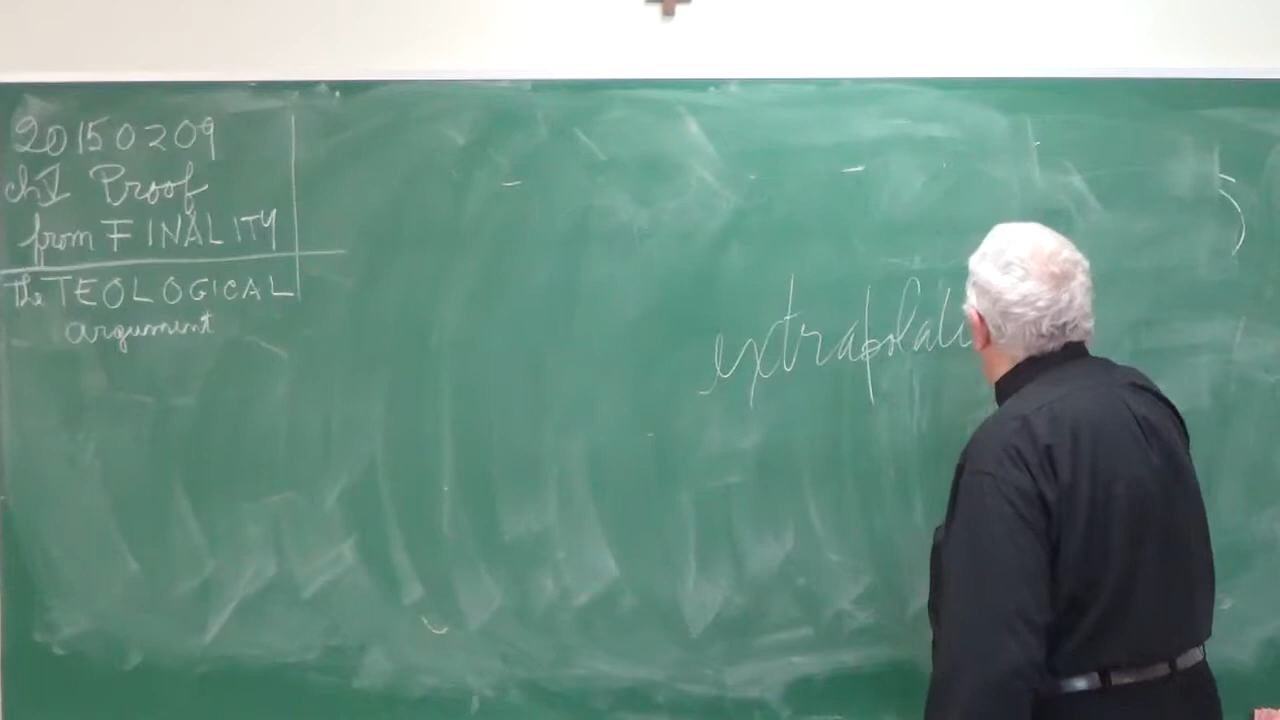 20150209
ch V Proof
from FINALITY
The TEOLOGICAL
argument
extrapolati